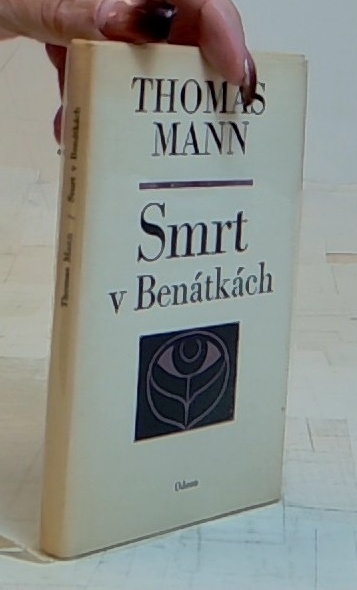 THOMAS
MANN
Smrt
v Benátkách
Odeon
Thomas Mann / Smrt v Benátkách